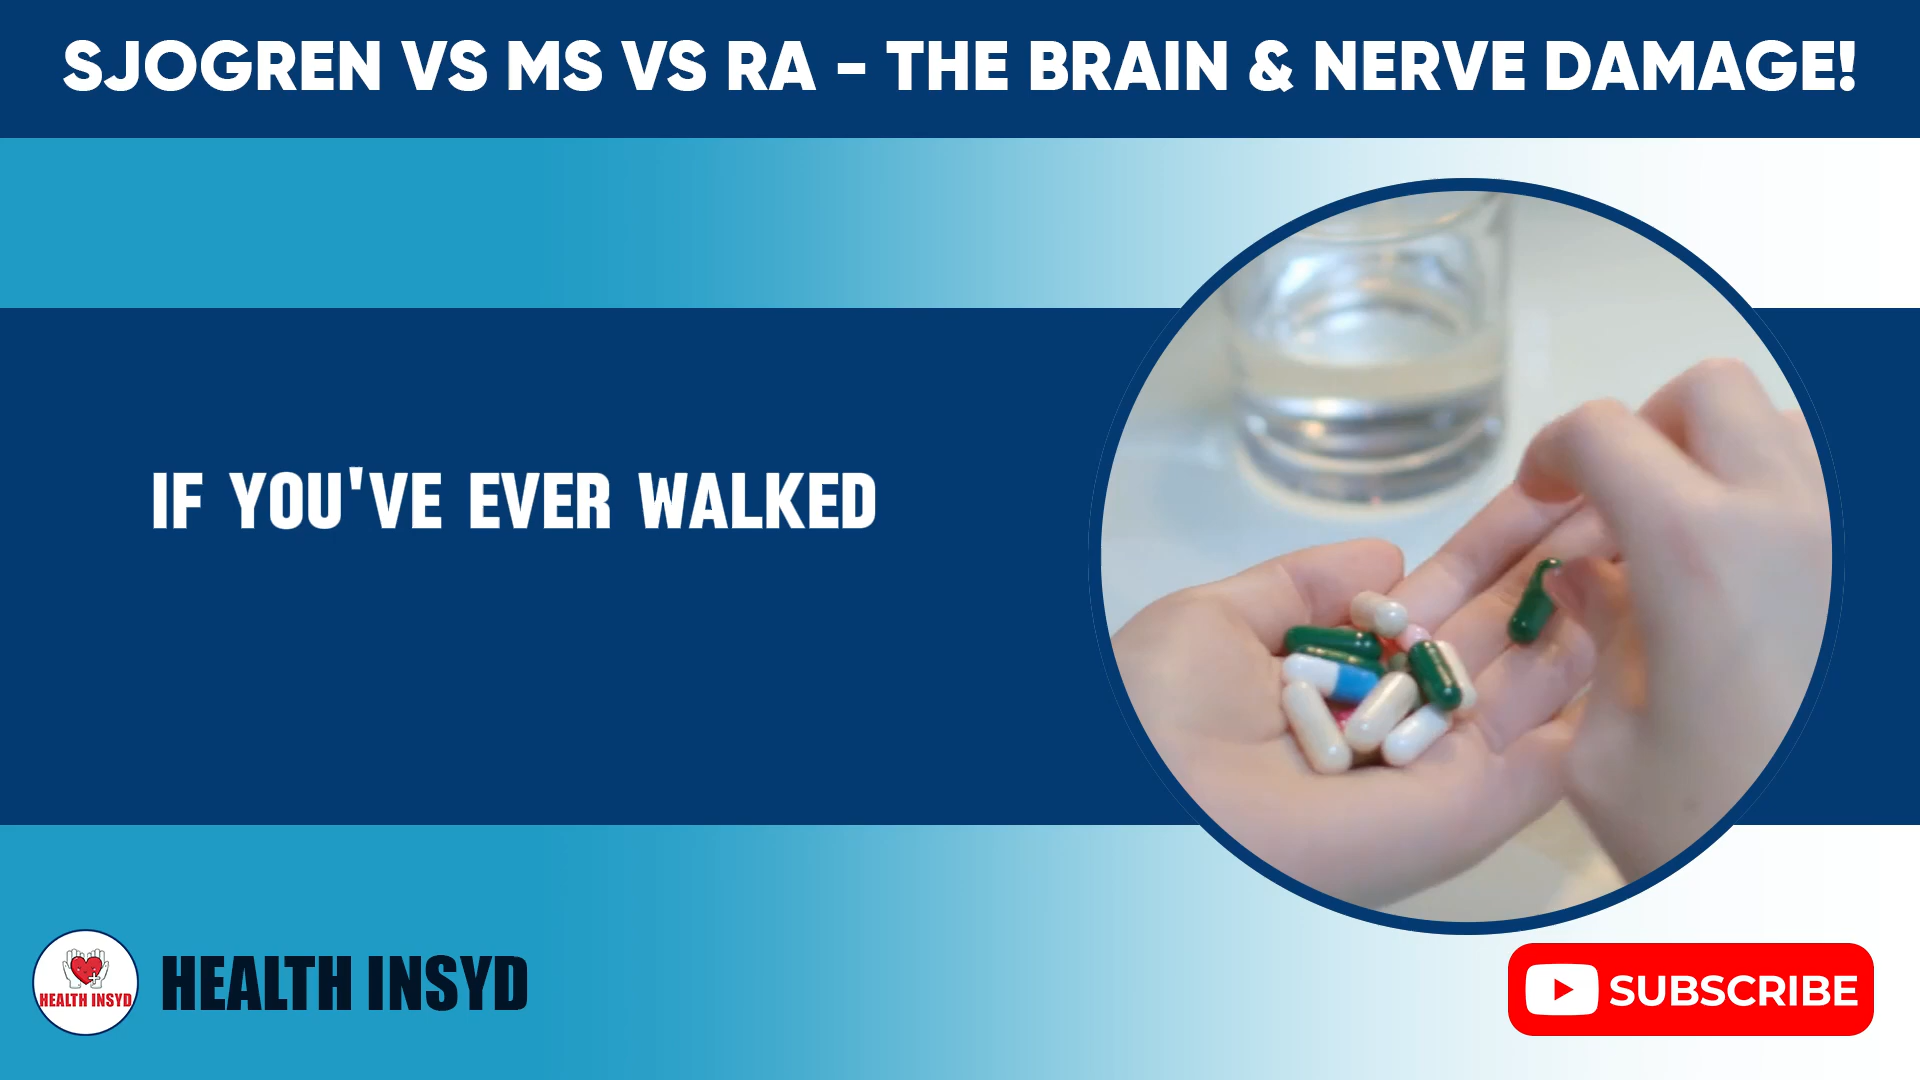 SJOGREN VS MS VS RA - THE BRAIN & NERVE DAMAGE!
IF YOU'VE EVER WALKED
HEALTH INSYD
HEALTH INSYD
SUBSCRIBE